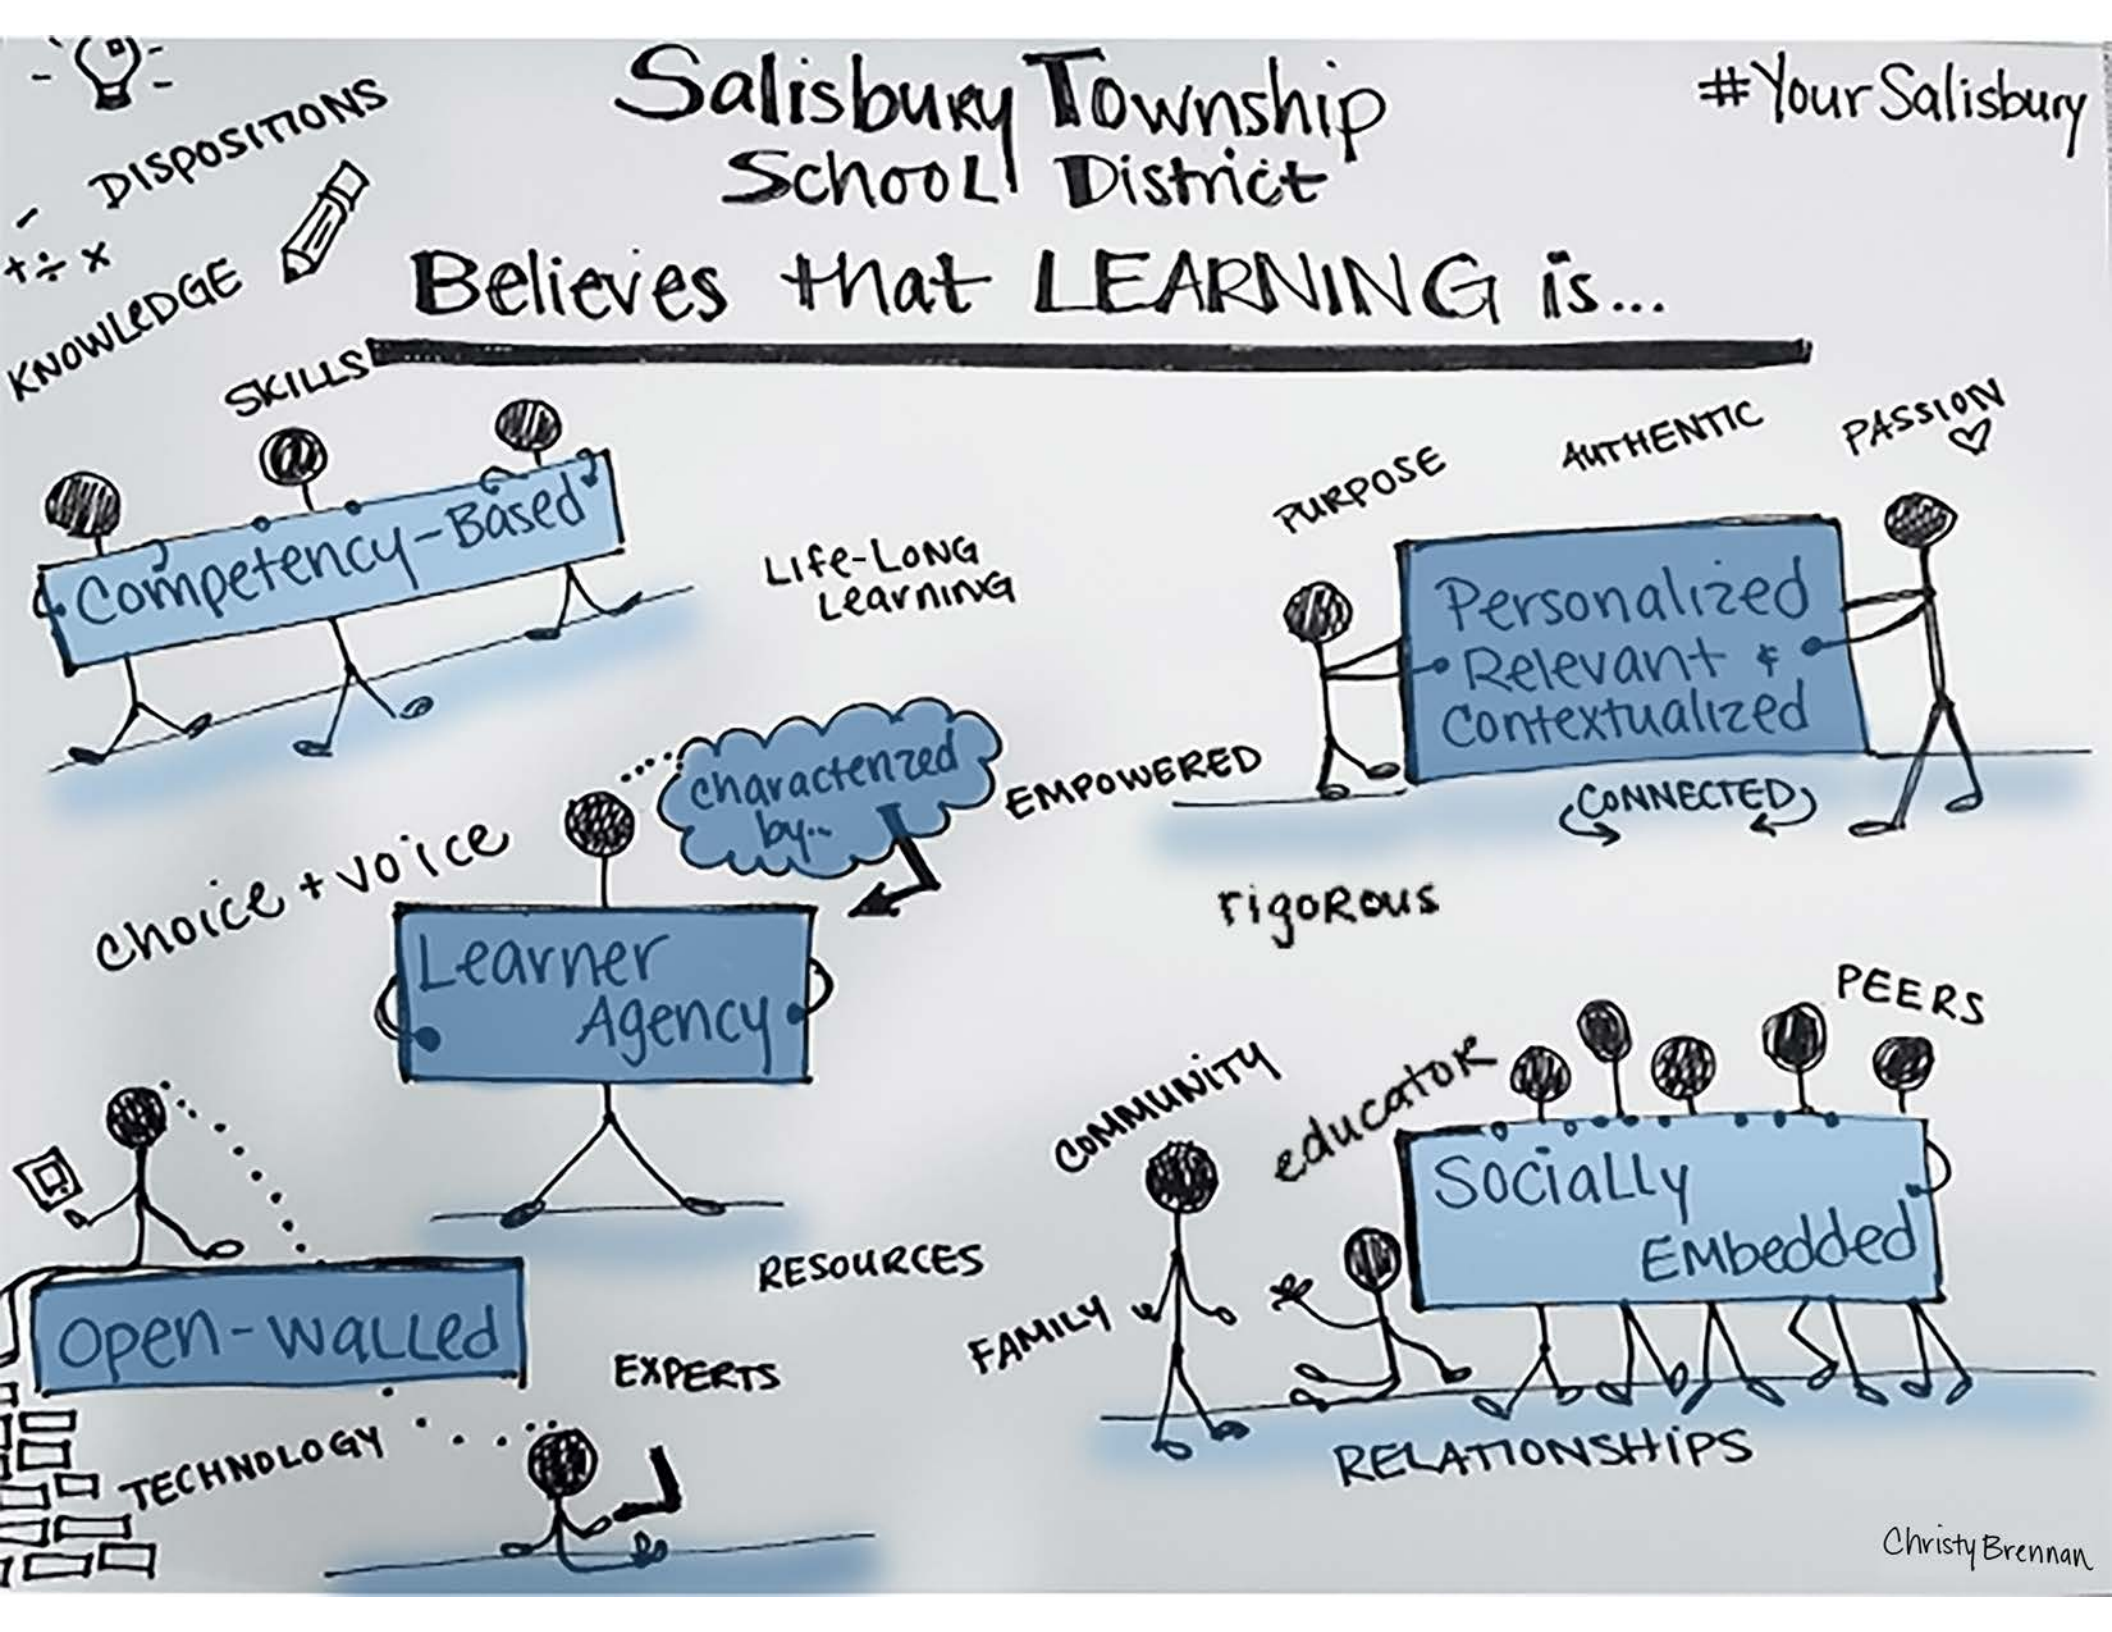 Salisbury Township
School District
#YourSalisbury
Believes that LEARNING is...
DISPOSITIONS
- + ÷ x
KNOWLEDGE
SKILLS
Competency-Based
LIFE-LONG
LEARNING
PURPOSE
AUTHENTIC
PASSION
Personalized
Relevant &
Contextualized
CONNECTED
characterized
by...
EMPOWERED
rigorous
choice + voice
Learner
Agency
Open-walled
RESOURCES
EXPERTS
TECHNOLOGY
PEERS
COMMUNITY
educator
FAMILY
Socially
Embedded
RELATIONSHIPS
Christy Brennan